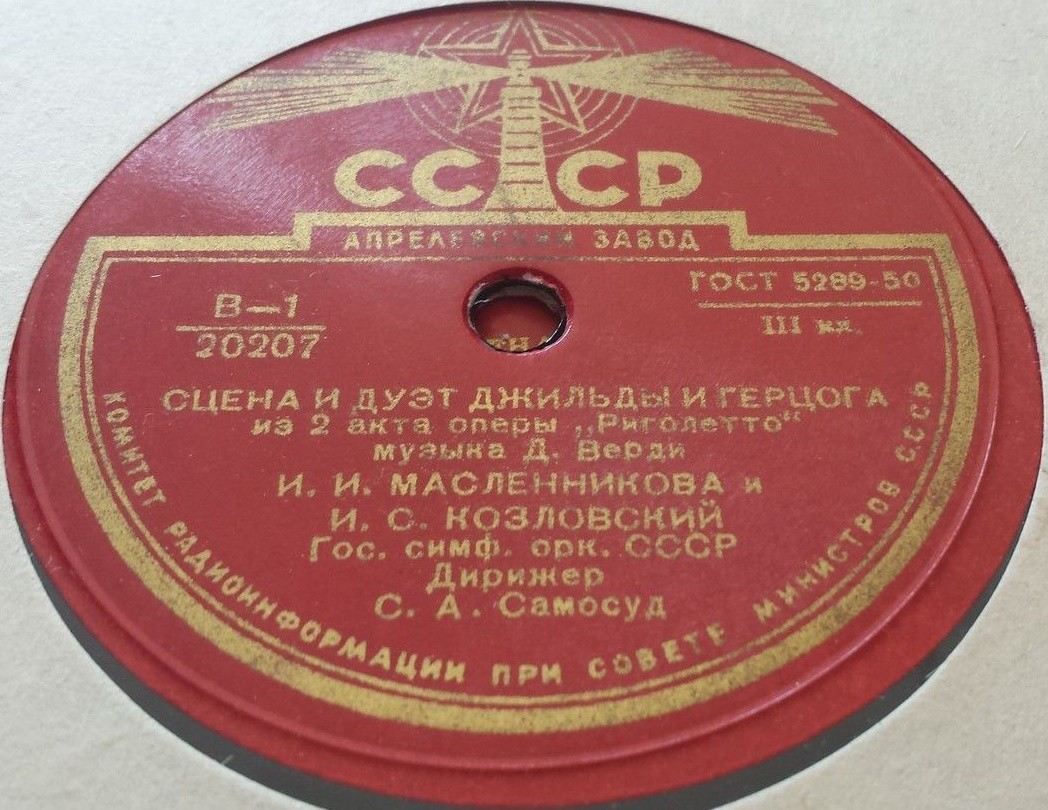 СССР
АПРЕЛЕВСКИЙ ЗАВОД
В—1
20207
ГОСТ 5289-50
III кл.
СЦЕНА И ДУЭТ ДЖИЛЬДЫ И ГЕРЦОГА
из 2 акта оперы „Риголетто“
музыка Д. Верди
И. И. МАСЛЕННИКОВА и
И. С. КОЗЛОВСКИЙ
Гос. симф. орк. СССР
Дирижер
С. А. Самосуд
КОМИТЕТ РАДИОИНФОРМАЦИИ ПРИ СОВЕТЕ МИНИСТРОВ СССР